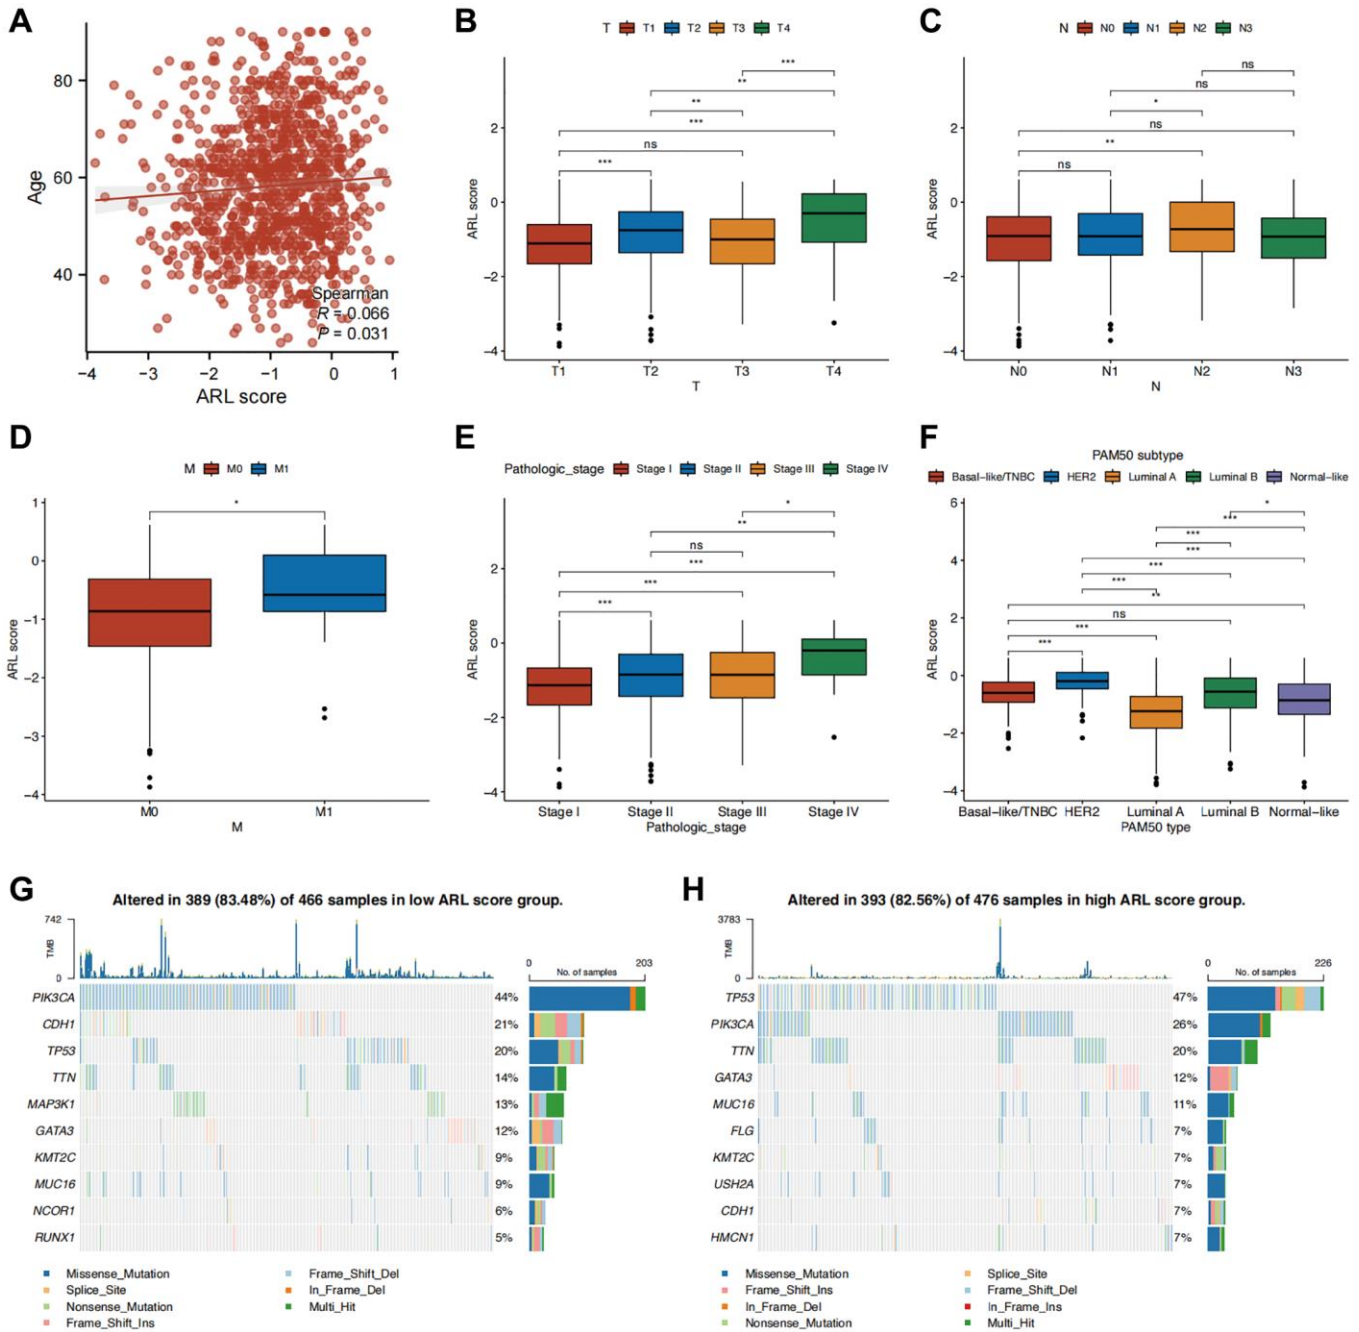 A
Age
80
60
40
Spearman
R = 0.066
P = 0.031
−4 −3 −2 −1 0 1
ARL score
B
T T1 T2 T3 T4
ARL score
2
0
−2
−4
***
**
**
***
ns
***
T1 T2 T3 T4
T
C
N N0 N1 N2 N3
ARL score
2
0
−2
−4
ns
ns
*
ns
**
ns
N0 N1 N2 N3
N
D
M M0 M1
ARL score
1
0
−1
−2
−3
−4
*
M0 M1
M
E
Pathologic_stage Stage I Stage II Stage III Stage IV
ARL score
2
0
−2
−4
*
**
ns
***
***
***
Stage I Stage II Stage III Stage IV
Pathologic_stage
F
PAM50 subtype
Basal−like/TNBC HER2 Luminal A Luminal B Normal−like
ARL score
6
4
2
0
−2
−4
*
***
***
***
***
***
**
ns
***
***
Basal−like/TNBC HER2 Luminal A Luminal B Normal−like
PAM50 type
G
Altered in 389 (83.48%) of 466 samples in low ARL score group.
TMB
742
0
0 203
No. of samples
PIK3CA 44%
CDH1 21%
TP53 20%
TTN 14%
MAP3K1 13%
GATA3 12%
KMT2C 9%
MUC16 9%
NCOR1 6%
RUNX1 5%
Missense_Mutation Frame_Shift_Del
Splice_Site In_Frame_Del
Nonsense_Mutation Multi_Hit
Frame_Shift_Ins
H
Altered in 393 (82.56%) of 476 samples in high ARL score group.
TMB
3783
0
0 226
No. of samples
TP53 47%
PIK3CA 26%
TTN 20%
GATA3 12%
MUC16 11%
FLG 7%
KMT2C 7%
USH2A 7%
CDH1 7%
HMCN1 7%
Missense_Mutation Splice_Site
Frame_Shift_Ins Frame_Shift_Del
In_Frame_Del In_Frame_Ins
Nonsense_Mutation Multi_Hit